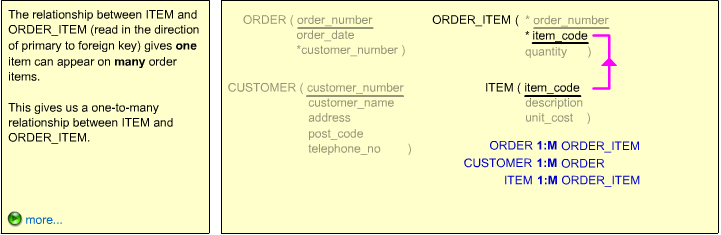 The relationship between ITEM and
ORDER_ITEM (read in the direction
of primary to foreign key) gives one
item can appear on many order
items.
This gives us a one-to-many
relationship between ITEM and
ORDER_ITEM.
more...
ORDER ( order_number
order_date
*customer_number )
ORDER_ITEM ( * order_number
* item_code
quantity )
CUSTOMER ( customer_number
customer_name
address
post_code
telephone_no )
ITEM ( item_code
description
unit_cost )
ORDER 1:M ORDER_ITEM
CUSTOMER 1:M ORDER
ITEM 1:M ORDER_ITEM